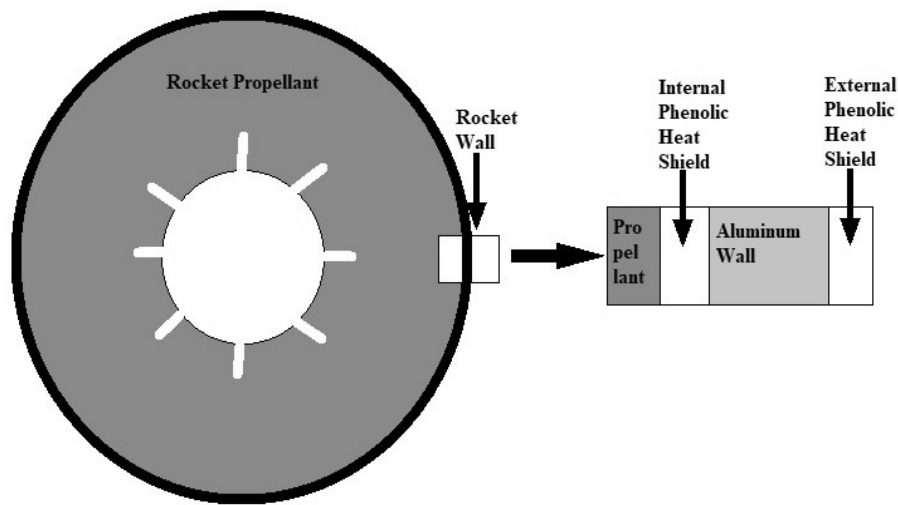 Rocket Propellant
Rocket
Wall
Internal
Phenolic
Heat
Shield
External
Phenolic
Heat
Shield
Pro
pel
lant
Aluminum
Wall